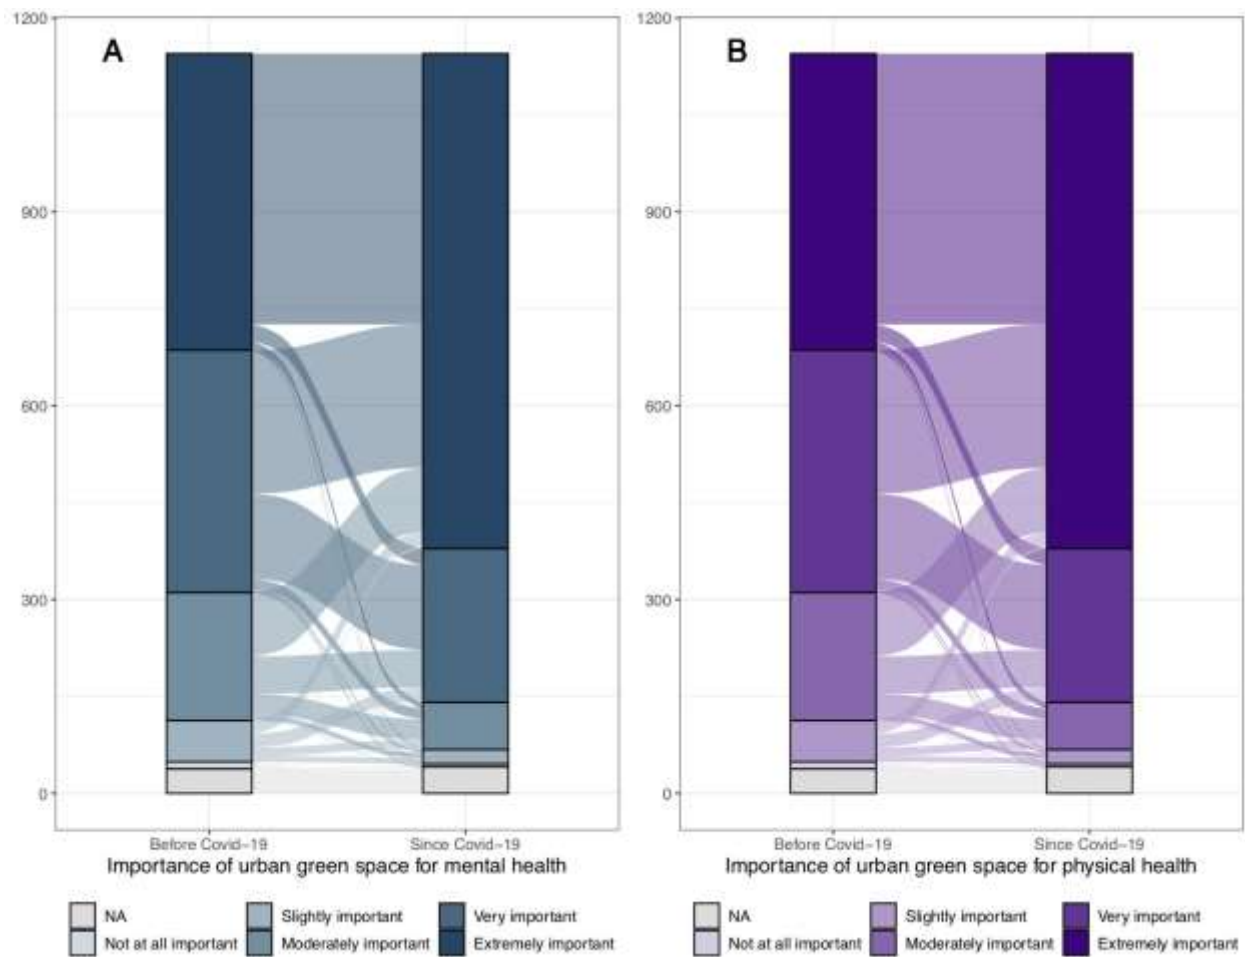 A
1200
900
600
300
0
Before Covid-19
Since Covid-19
Importance of urban green space for mental health
NA
Slightly important
Very important
Not at all important
Moderately important
Extremely important
B
1200
900
600
300
0
Before Covid-19
Since Covid-19
Importance of urban green space for physical health
NA
Slightly important
Very important
Not at all important
Moderately important
Extremely important